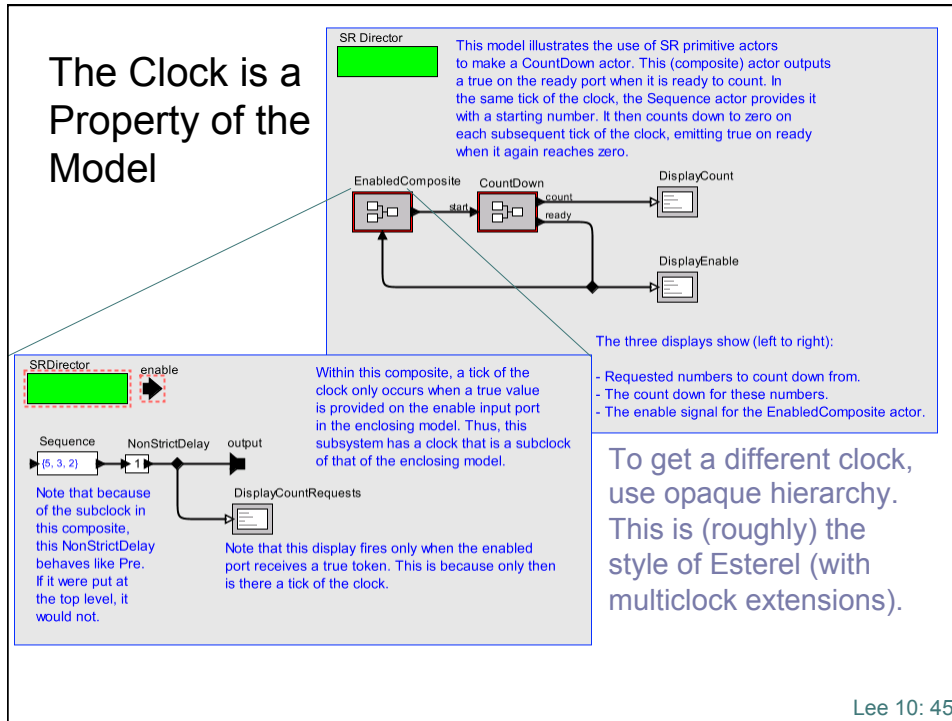 The Clock is a
Property of the
Model
SR Director
This model illustrates the use of SR primitive actors
to make a CountDown actor. This (composite) actor outputs
a true on the ready port when it is ready to count. In
the same tick of the clock, the Sequence actor provides it
with a starting number. It then counts down to zero on
each subsequent tick of the clock, emitting true on ready
when it again reaches zero.
EnabledComposite
CountDown
DisplayCount
start
count
ready
DisplayEnable
The three displays show (left to right):
- Requested numbers to count down from.
- The count down for these numbers.
- The enable signal for the EnabledComposite actor.
SRDirector
enable
Within this composite, a tick of the
clock only occurs when a true value
is provided on the enable input port
in the enclosing model. Thus, this
subsystem has a clock that is a subclock
of that of the enclosing model.
Sequence
NonStrictDelay
output
{5, 3, 2}
1
DisplayCountRequests
Note that because
of the subclock in
this composite,
this NonStrictDelay
behaves like Pre.
If it were put at
the top level, it
would not.
Note that this display fires only when the enabled
port receives a true token. This is because only then
is there a tick of the clock.
To get a different clock,
use opaque hierarchy.
This is (roughly) the
style of Esterel (with
multiclock extensions).
Lee 10: 45